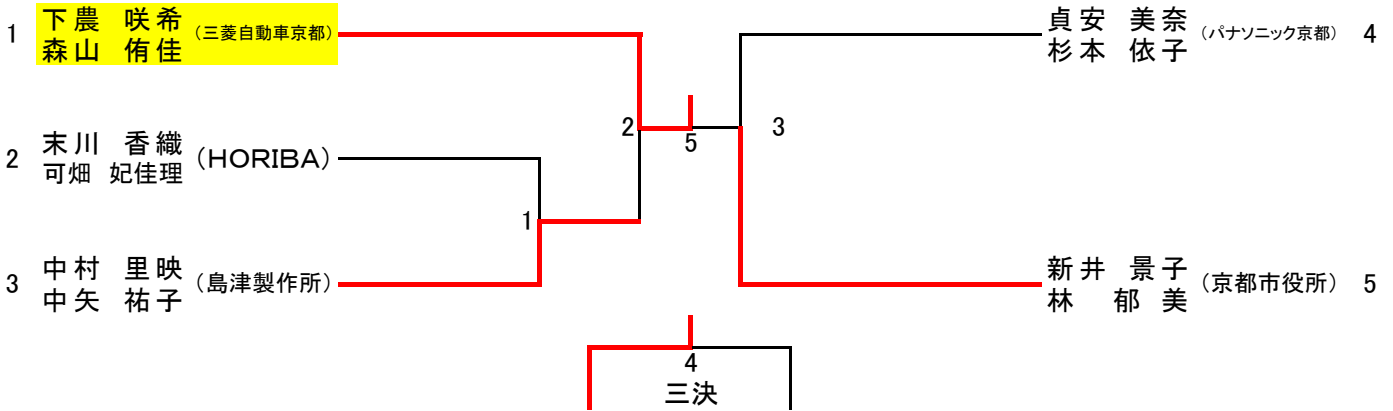 1 下農 咲希 (三菱自動車京都)
森山 侑佳
2 末川 香織 (HORIBA)
可畑 妃佳理
3 中村 里映 (島津製作所)
中矢 祐子
1
2
5
3
貞安 美奈 (パナソニック京都) 4
杉本 依子
新井 景子 (京都市役所) 5
林 郁美
4
三決